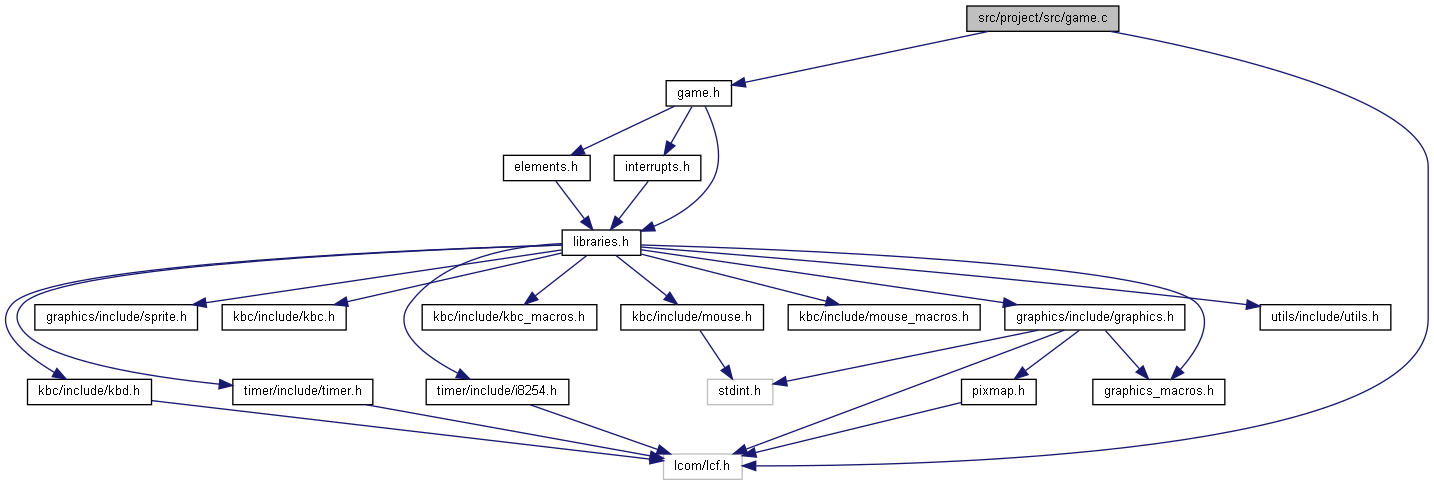 src/project/src/game.c
game.h
elements.h
interrupts.h
libraries.h
graphics/include/sprite.h
kbc/include/kbc.h
kbc/include/kbc_macros.h
kbc/include/mouse.h
kbc/include/mouse_macros.h
graphics/include/graphics.h
utils/include/utils.h
kbc/include/kbd.h
timer/include/timer.h
timer/include/i8254.h
stdint.h
pixmap.h
graphics_macros.h
lcom/lcf.h